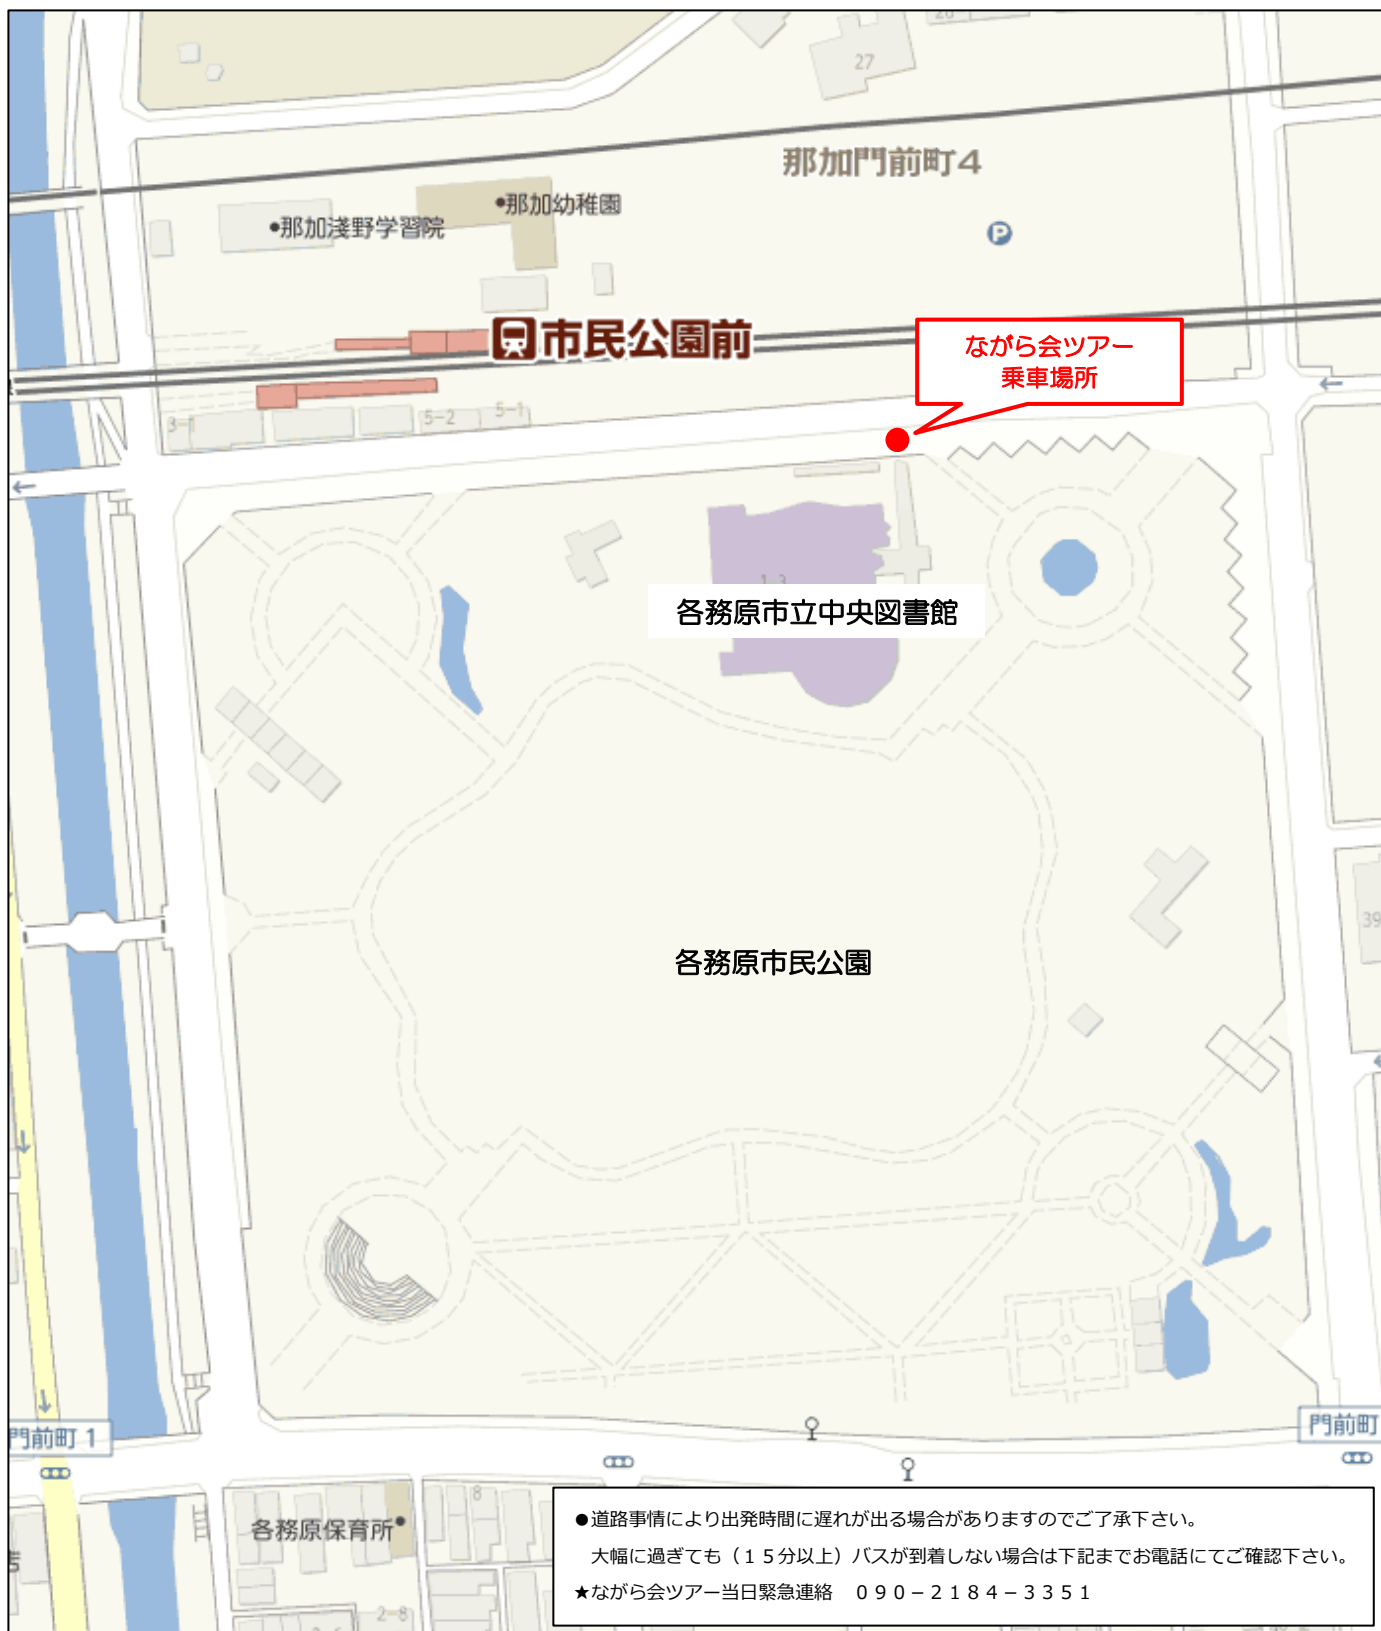 27
那加門前町4
•那加幼稚園
•那加淺野学習院
P
市民公園前
ながら会ツアー
乗車場所
3-1
5-2
5-1
各務原市立中央図書館
39
各務原市民公園
門前町 1
門前町
8
各務原保育所
2-8
●道路事情により出発時間に遅れが出る場合がありますのでご了承下さい。
大幅に過ぎても（１５分以上）バスが到着しない場合は下記までお電話にてご確認下さい。
★ながら会ツアー当日緊急連絡　０９０－２１８４－３３５１